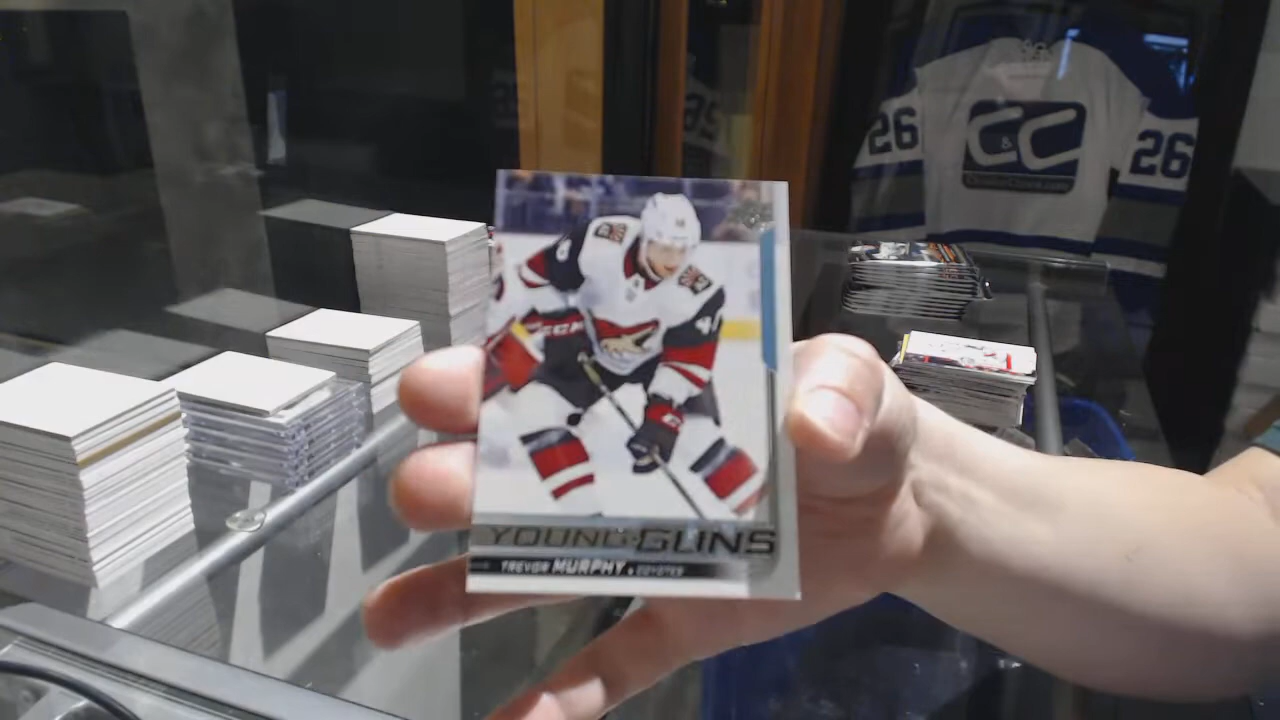 26
C&C
26
YOUNG GUNS
TREVOR MURPHY • COYOTES